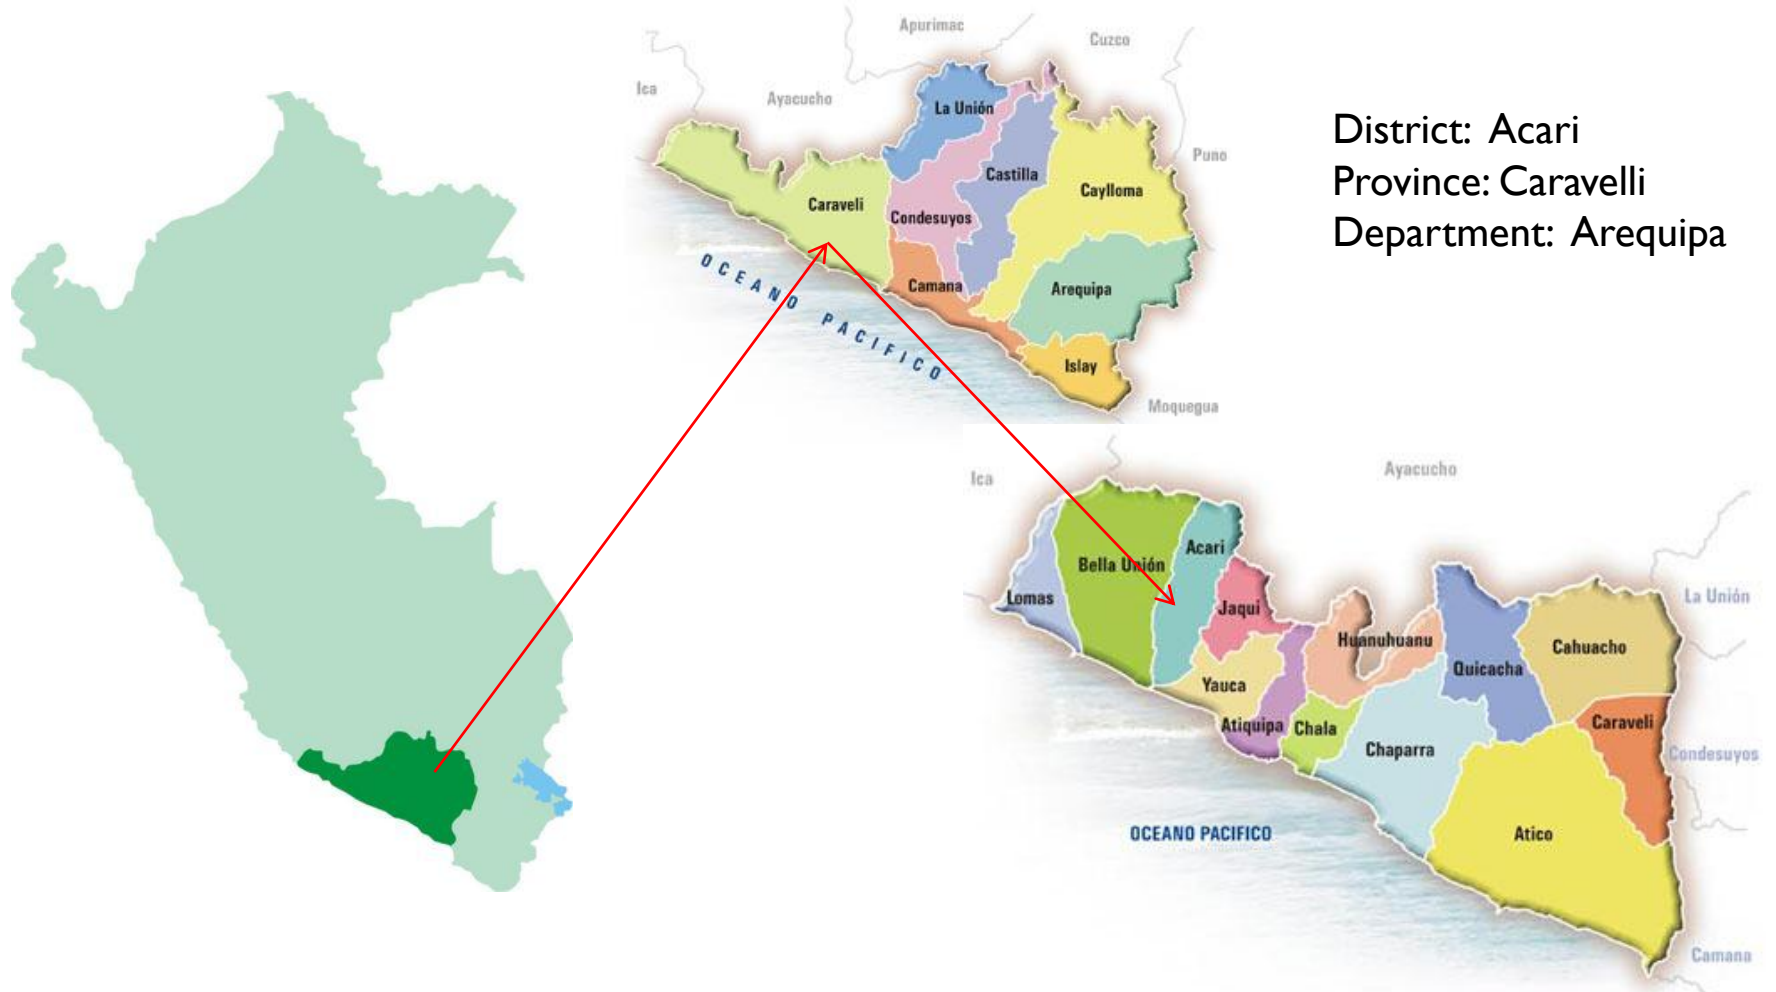 Apurimac
Cuzco
Ica
Ayacucho
La Unión
Puno
Castilla
Caylloma
Caraveli
Condesuyos
Camana
Arequipa
OCEANO PACIFICO
Islay
Moquegua
District: Acari
Province: Caravelli
Department: Arequipa
Ica
Ayacucho
Acari
Bella Unión
Lomas
Jaqui
La Unión
Huanuhuanu
Cahuacho
Quicacha
Yauca
Atiquipa
Chala
Caraveli
Chaparra
Condesuyos
OCEANO PACIFICO
Atico
Camana